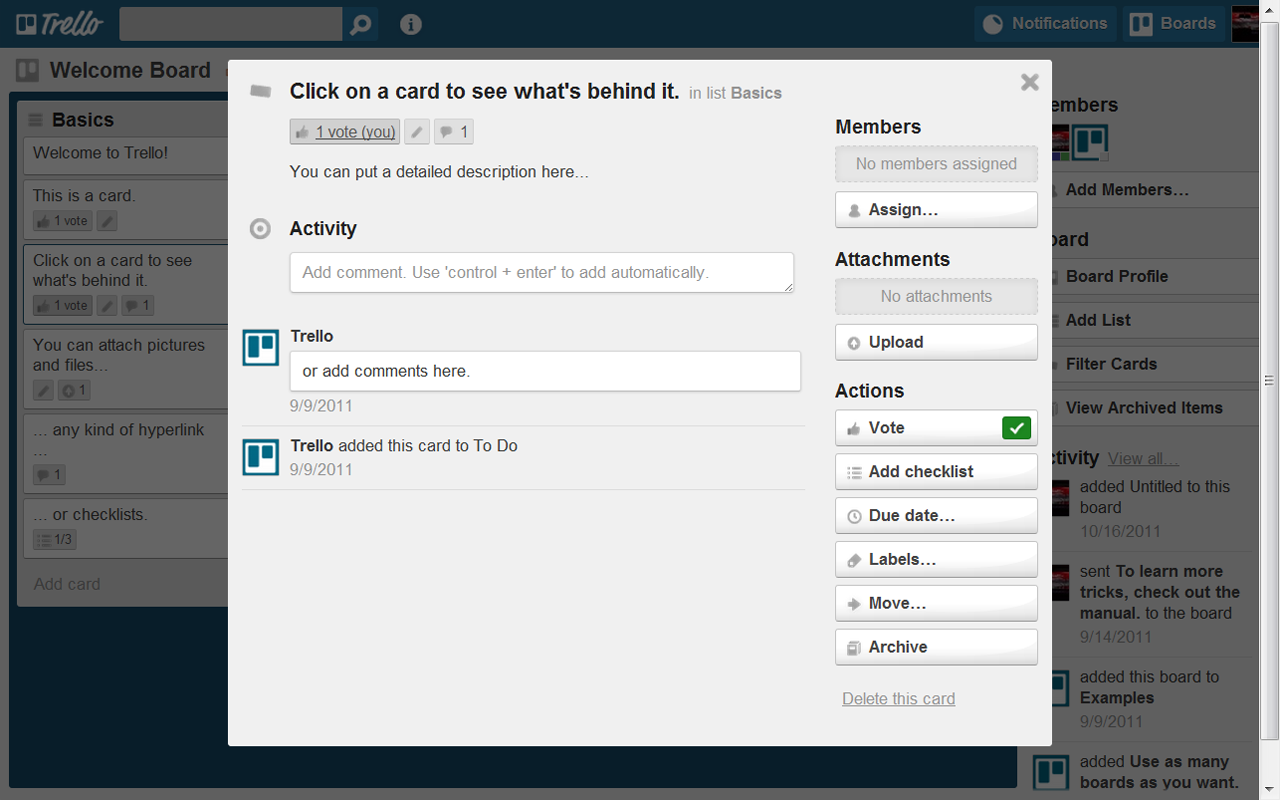 Trello
Notifications
Boards
Welcome Board
Basics
Welcome to Trello!
This is a card.
1 vote
Click on a card to see
what's behind it.
1 vote
1
You can attach pictures
and files...
1
... any kind of hyperlink
...
1
... or checklists.
1/3
Add card
Click on a card to see what's behind it. in list Basics
1 vote (you)
1
You can put a detailed description here...
Activity
Add comment. Use 'control + enter' to add automatically.
Trello
or add comments here.
9/9/2011
Trello added this card to To Do
9/9/2011
Members
No members assigned
Assign...
Attachments
No attachments
Upload
Actions
Vote
Add checklist
Due date...
Labels...
Move...
Archive
Delete this card
embers
Add Members...
oard
Board Profile
Add List
Filter Cards
View Archived Items
ctivity View all...
added Untitled to this
board
10/16/2011
sent To learn more
tricks, check out the
manual. to the board
9/14/2011
added this board to
Examples
9/9/2011
added Use as many
boards as you want.